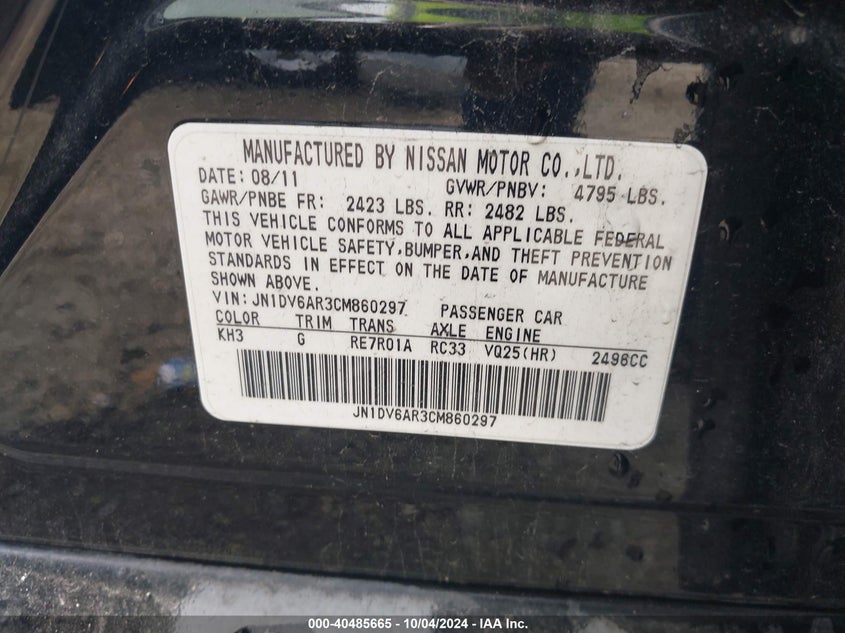 MANUFACTURED BY NISSAN MOTOR CO.,LTD.
DATE: 08/11 GVWR/PNBV: 4795 LBS.
GAWR/PNBE FR: 2423 LBS. RR: 2482 LBS.
THIS VEHICLE CONFORMS TO ALL APPLICABLE FEDERAL
MOTOR VEHICLE SAFETY,BUMPER,AND THEFT PREVENTION
STANDARDS IN EFFECT ON THE DATE OF MANUFACTURE
SHOWN ABOVE.
VIN: JN1DV6AR3CM860297 PASSENGER CAR
COLOR TRIM TRANS AXLE ENGINE
KH3 G RE7R01A RC33 VQ25(HR) 2496CC
JN1DV6AR3CM860297
000-40485665 - 10/04/2024 - IAA Inc.